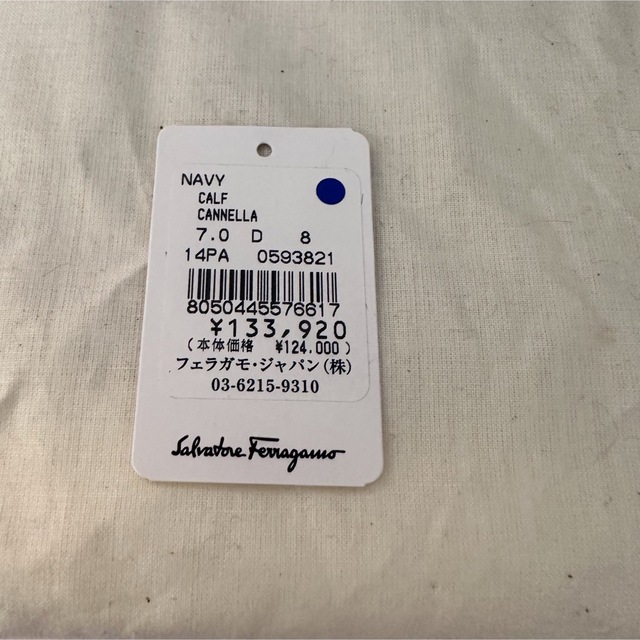 NAVY
CALF
CANNELLA
7.0 D 8
14PA 0593821
8050445576617
¥133,920
(本体価格 ¥124,000)
フェラガモ・ジャパン(株)
03-6215-9310
Salvatore Ferragamo